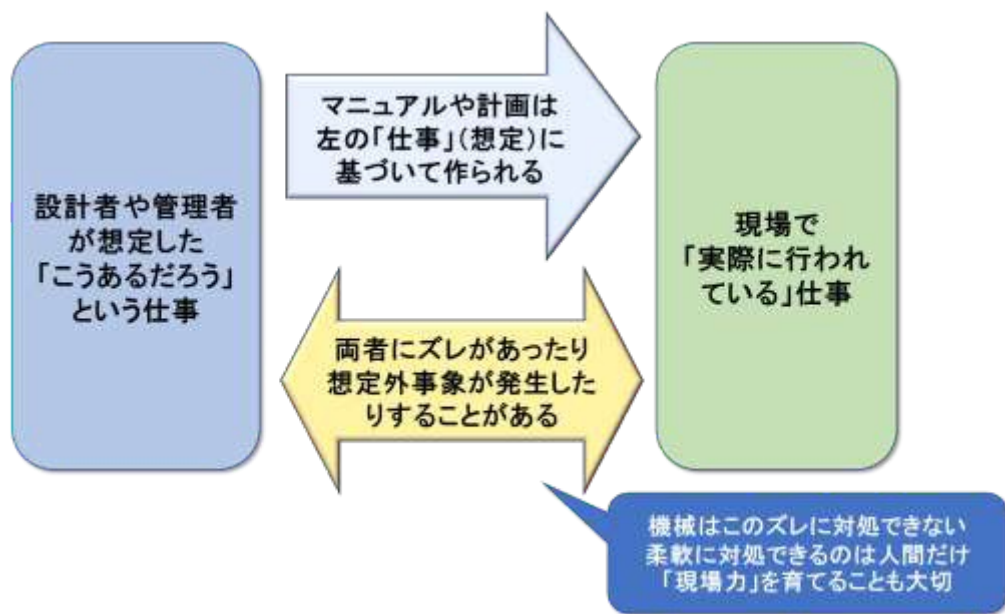 設計者や管理者
が想定した
「こうあるだろう」
という仕事
マニュアルや計画は
左の「仕事」(想定)に
基づいて作られる
両者にズレがあったり
想定外事象が発生した
りすることがある
現場で
「実際に行われ
ている」仕事
機械はこのズレに対処できない
柔軟に対処できるのは人間だけ
「現場力」を育てることも大切